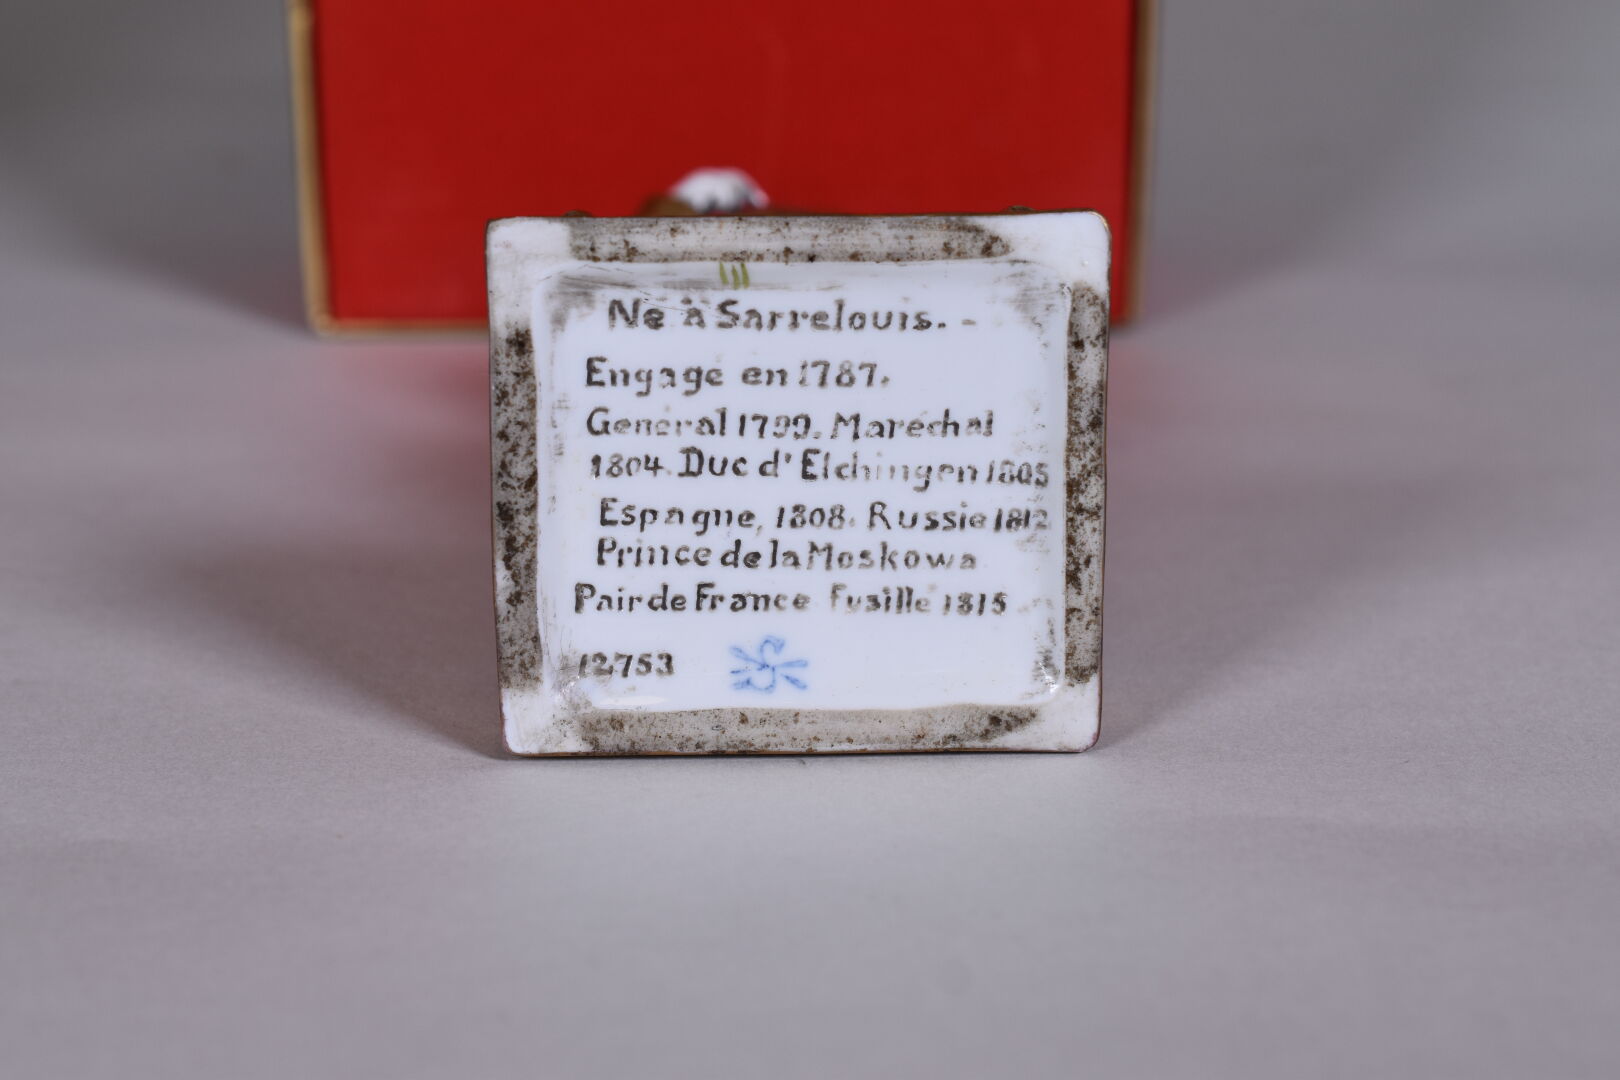 Né à Sarrelouis. -
Engagé en 1787.
Général 1799. Maréchal
1804. Duc d'Elchingen 1805
Espagne, 1808. Russie 1812
Prince de la Moskowa
Pair de France Fusillé 1815
12753